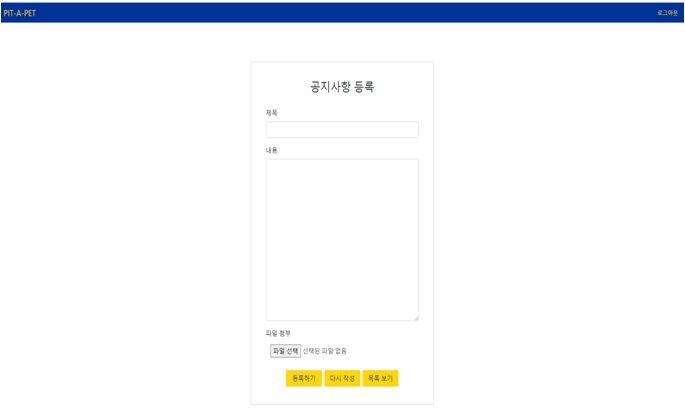 PIT-A-PET 로그아웃
공지사항 등록
제목
내용
파일 첨부
파일 선택 선택된 파일 없음
등록하기 다시 작성 목록 보기